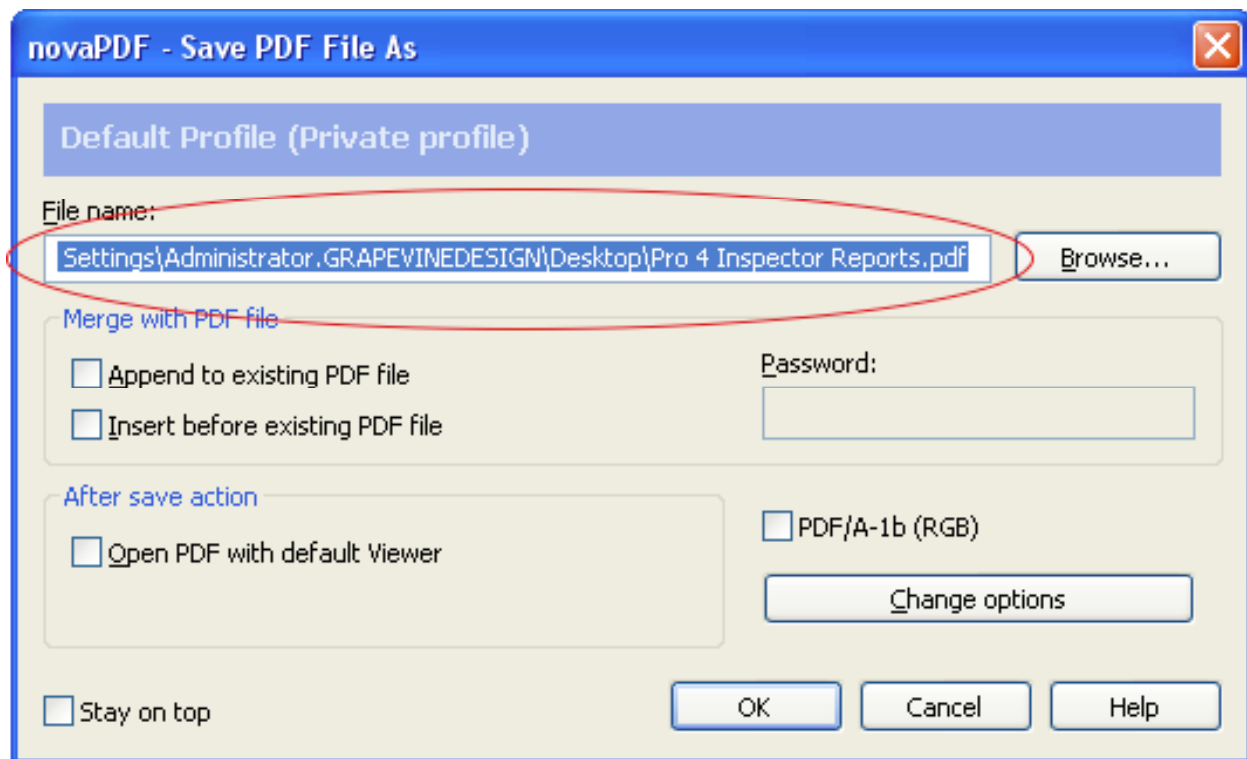 novaPDF - Save PDF File As
Default Profile (Private profile)
File name:
Settings\Administrator.GRAPEVINEDESIGN\Desktop\Pro 4 Inspector Reports.pdf
Browse...
Merge with PDF file
Append to existing PDF file
Password:
Insert before existing PDF file
After save action
PDF/A-1b (RGB)
Open PDF with default Viewer
Change options
Stay on top
OK
Cancel
Help